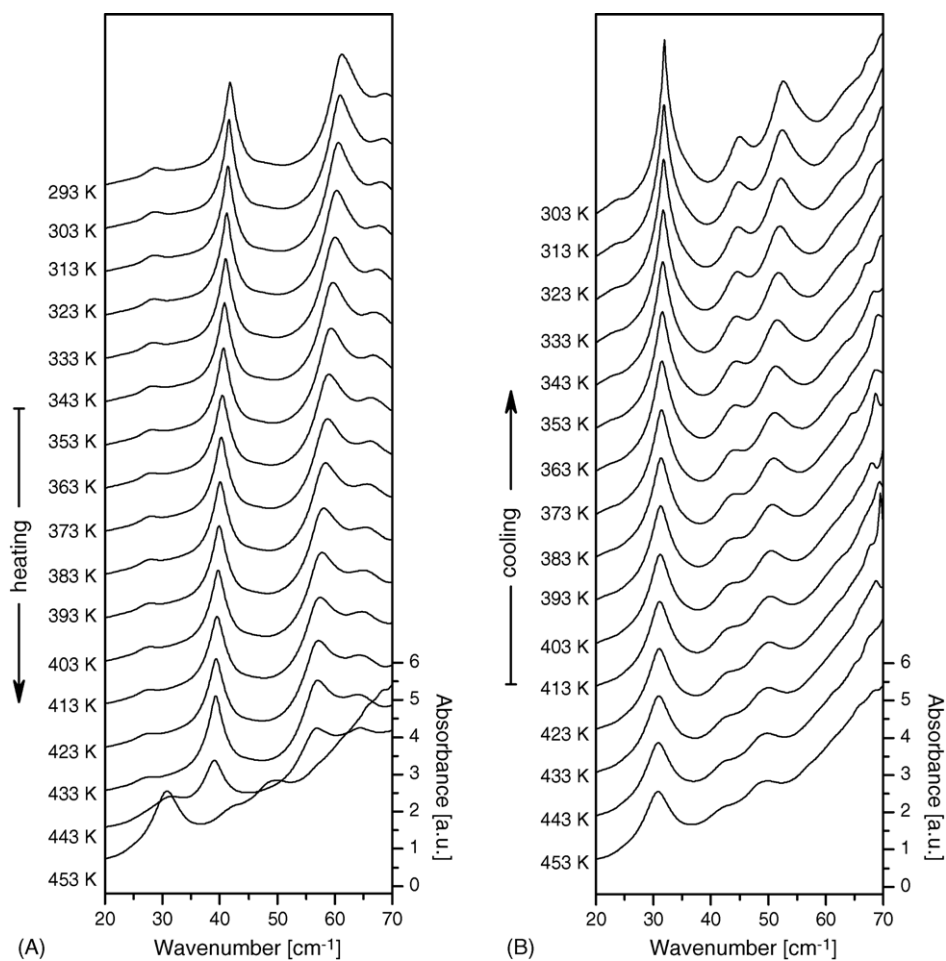 293 K
303 K
313 K
323 K
333 K
343 K
353 K
363 K
373 K
383 K
393 K
403 K
413 K
423 K
433 K
443 K
453 K
heating
6
5
4
3
2
1
0
Absorbance [a.u.]
20 30 40 50 60 70
Wavenumber [cm⁻¹]
(A)
303 K
313 K
323 K
333 K
343 K
353 K
363 K
373 K
383 K
393 K
403 K
413 K
423 K
433 K
443 K
453 K
cooling
6
5
4
3
2
1
0
Absorbance [a.u.]
20 30 40 50 60 70
Wavenumber [cm⁻¹]
(B)